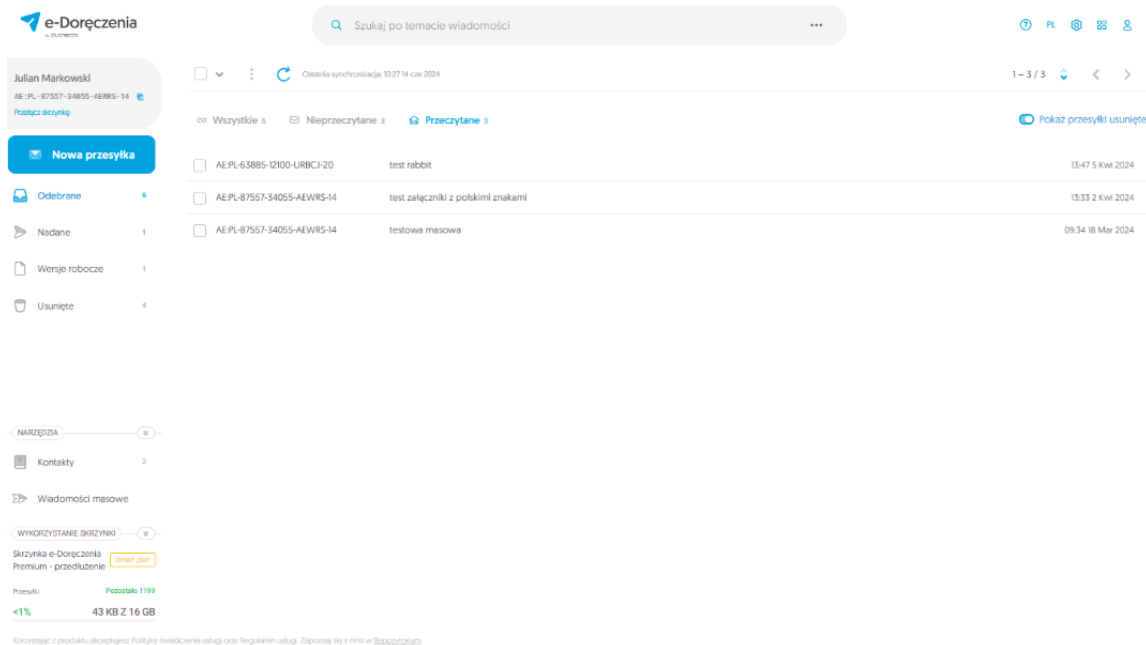 e-Doręczenia
Szukaj po temacie wiadomości
PL
Julian Markowski
AE:PL-87557-34055-AEWRS-14
Przełącz skrzynkę
Ostatnia synchronizacja: 10:27 14 cze 2024
1 – 3 / 3
Wszystkie 6
Nieprzeczytane 3
Przeczytane 3
Pokaż przesyłki usunięte
Nowa przesyłka
AE:PL-63885-12100-URBCJ-20 test rabbit 13:47 5 Kwi 2024
Odebrane 6
AE:PL-87557-34055-AEWRS-14 test załączniki z polskimi znakami 13:33 2 Kwi 2024
Nadane 1
AE:PL-87557-34055-AEWRS-14 testowa masowa 09:34 18 Mar 2024
Wersje robocze 1
Usunięte 4
NARZĘDZIA
Kontakty 2
Wiadomości masowe
WYKORZYSTANIE SKRZYNKI
Skrzynka e-Doręczenia
Premium - przedłużenie
Zmień plan
Przesyłki Pozostało 1199
<1% 43 KB Z 16 GB
Korzystając z produktu akceptujesz Politykę świadczenia usługi oraz Regulamin usługi. Zapoznaj się z nimi w Repozytorium